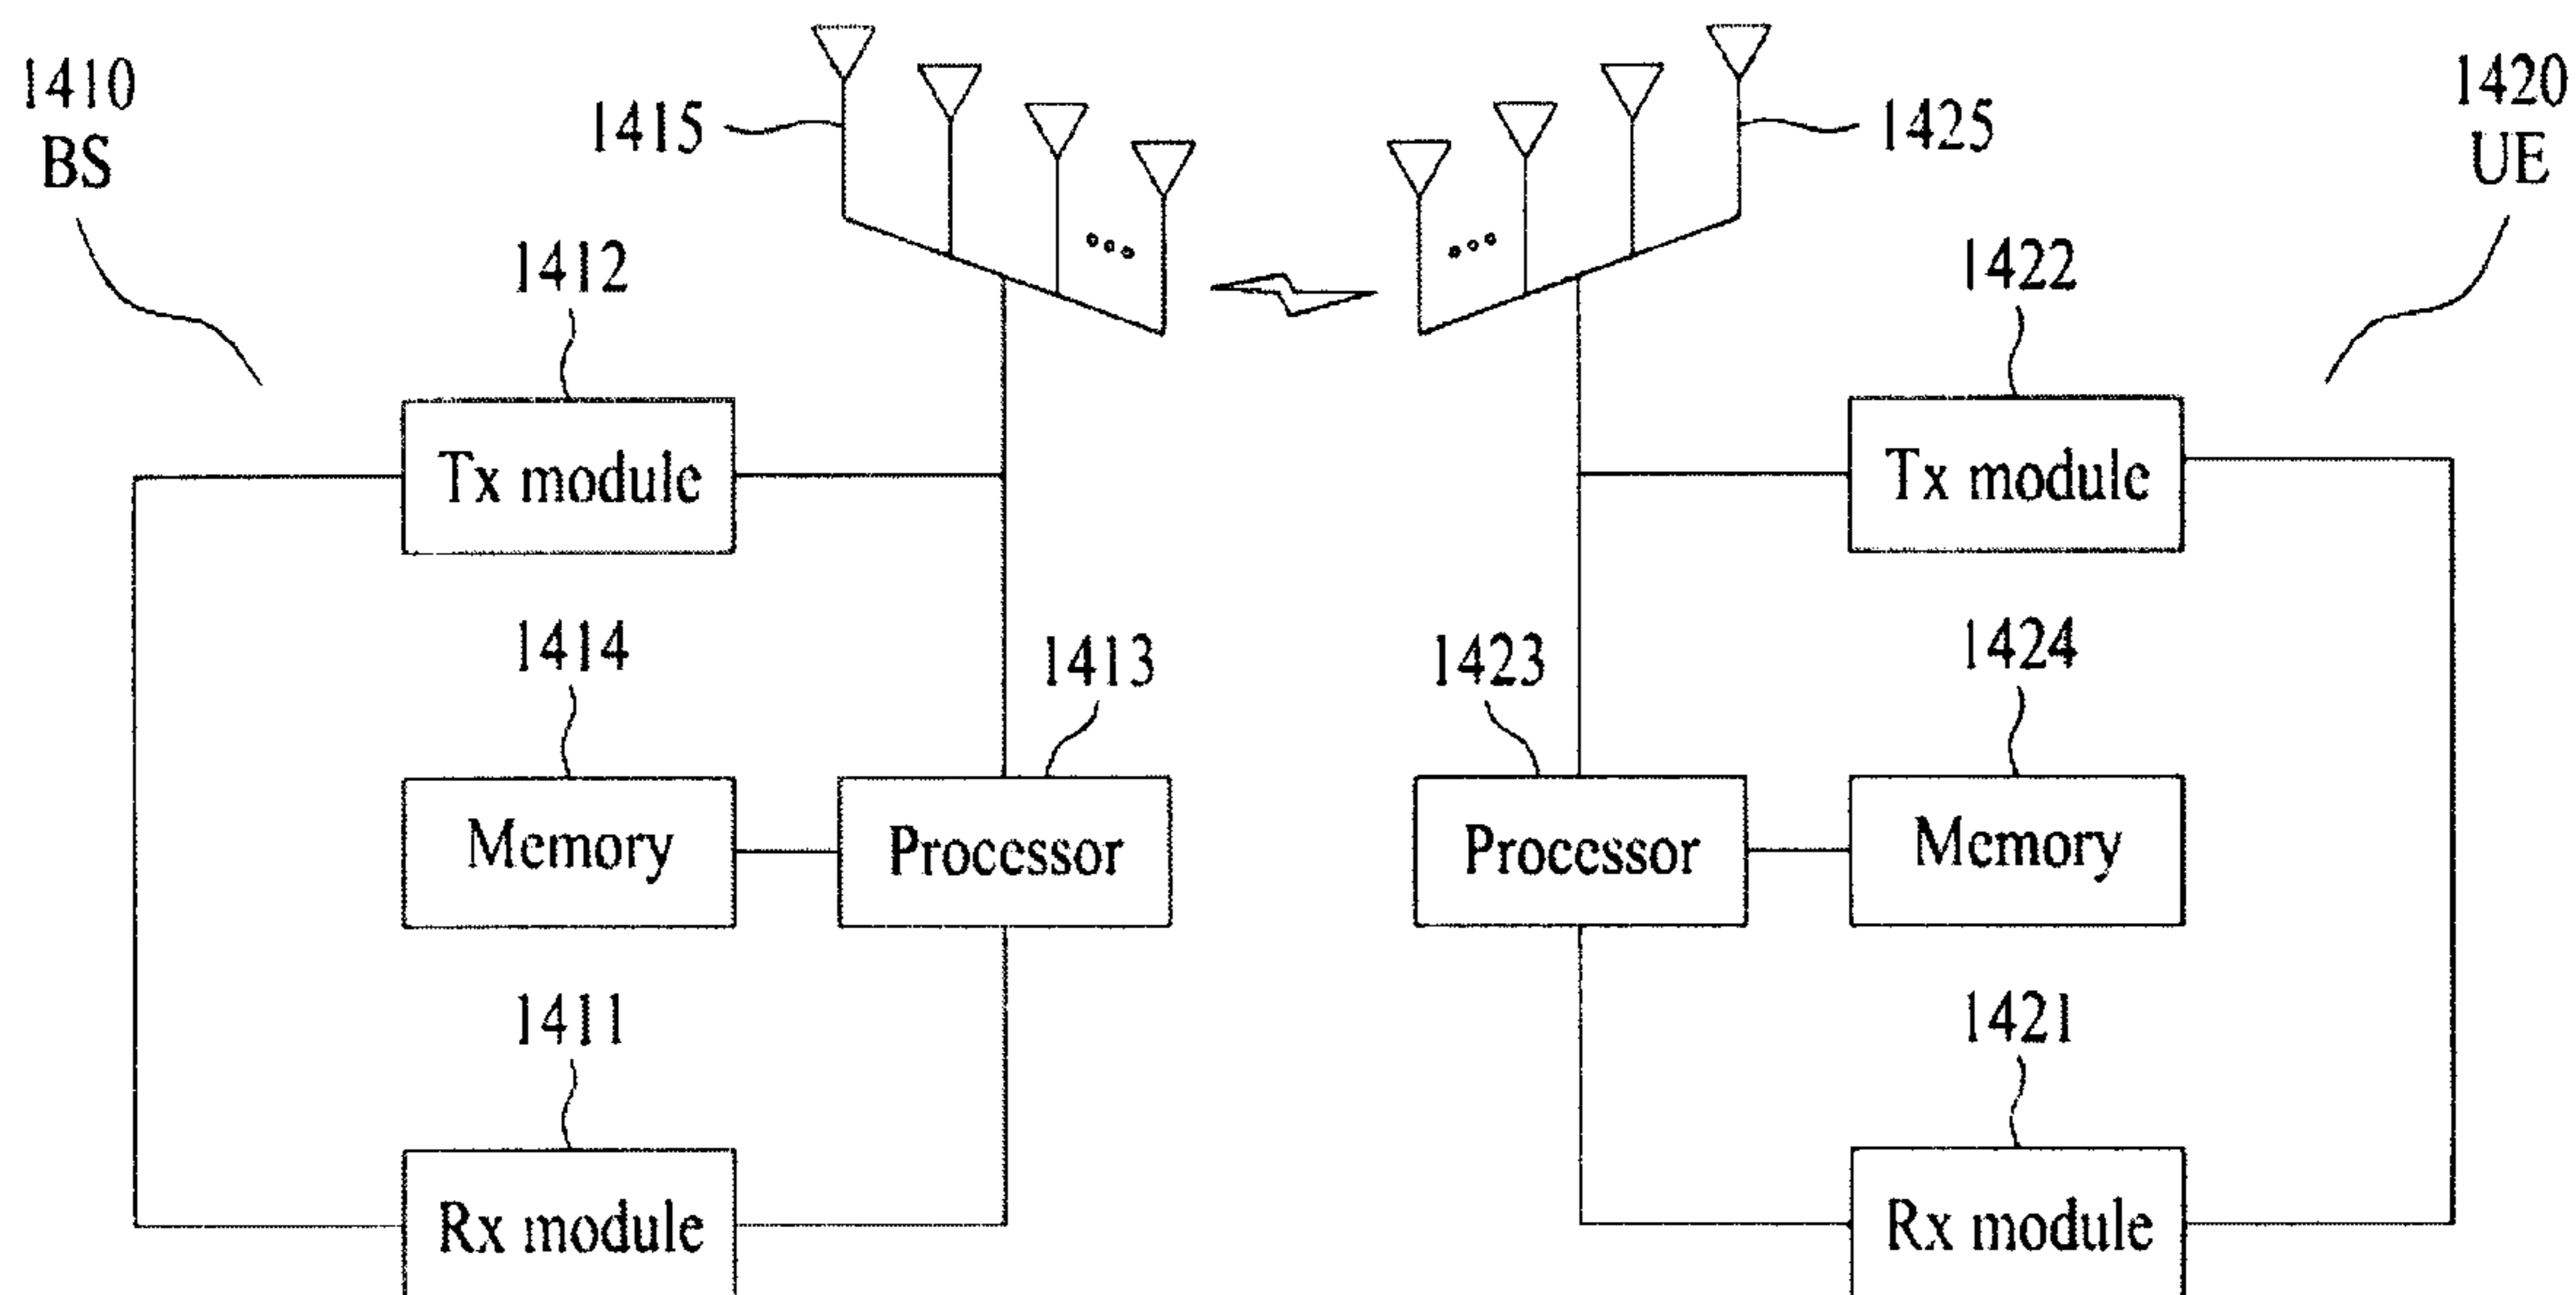 1410
BS
1415
1425
1420
UE
1412
1422
Tx module
Tx module
1414
1413
1423
1424
Memory
Processor
Processor
Memory
1411
1421
Rx module
Rx module